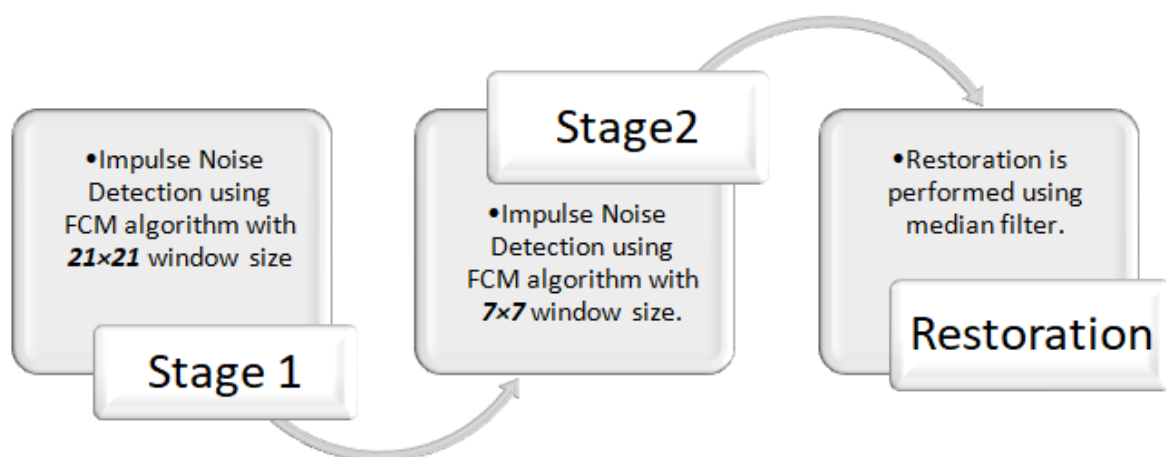 •Impulse Noise
Detection using
FCM algorithm with
21×21 window size
Stage 1
Stage2
•Impulse Noise
Detection using
FCM algorithm with
7×7 window size.
•Restoration is
performed using
median filter.
Restoration